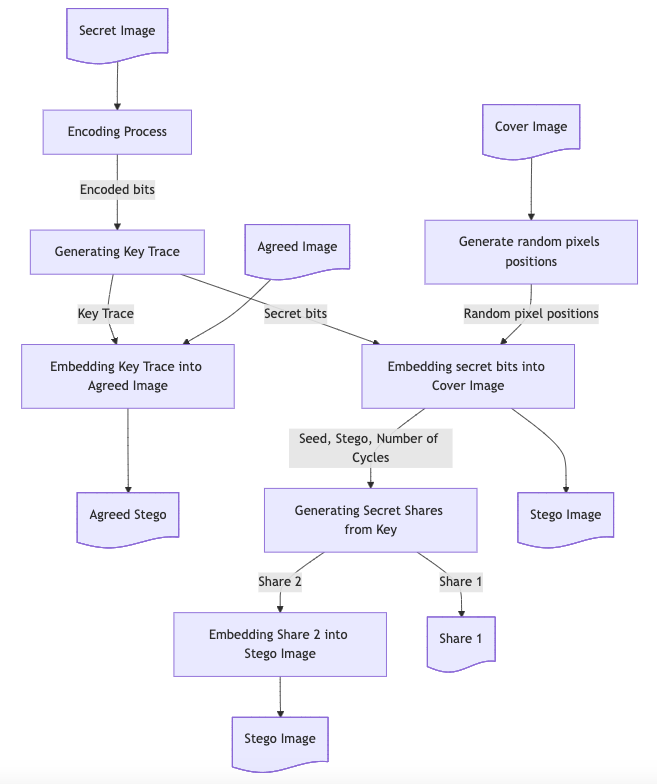 Secret Image
Encoding Process
Cover Image
Encoded bits
Generating Key Trace
Agreed Image
Generate random pixels
positions
Key Trace
Secret bits
Random pixel positions
Embedding Key Trace into
Agreed Image
Embedding secret bits into
Cover Image
Seed, Stego, Number of
Cycles
Agreed Stego
Generating Secret Shares
from Key
Stego Image
Share 2
Share 1
Embedding Share 2 into
Stego Image
Share 1
Stego Image